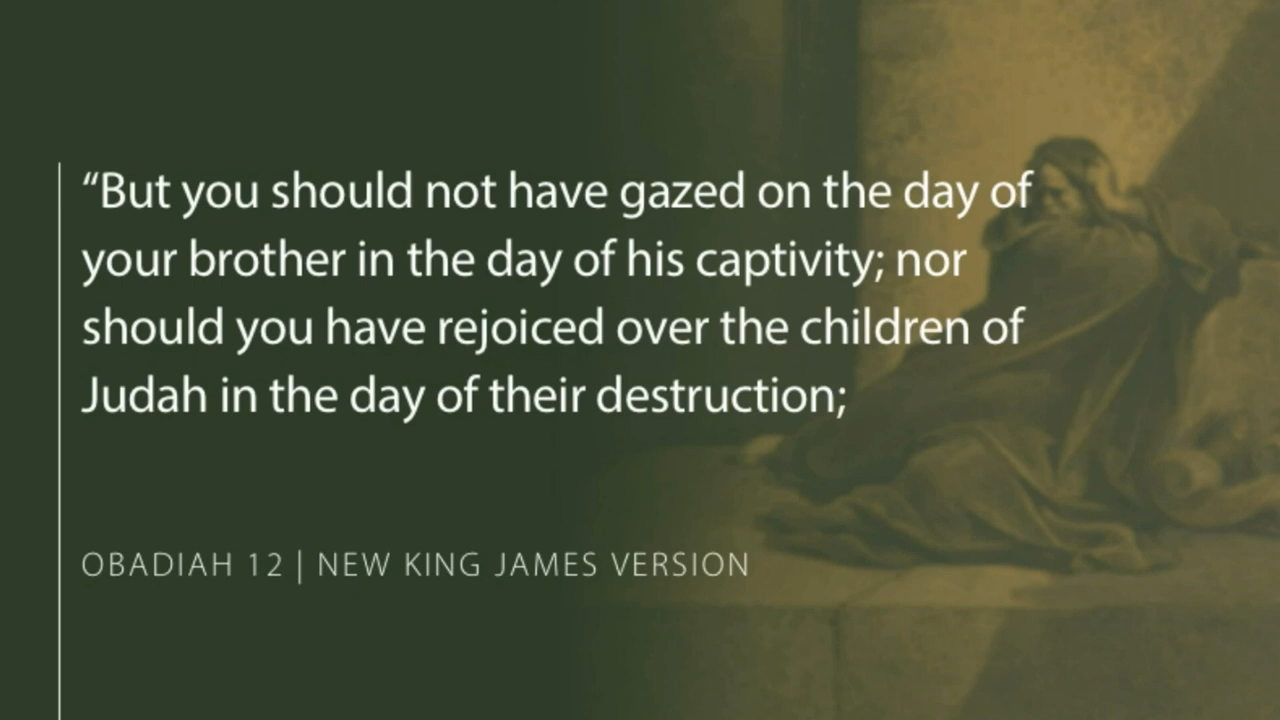 “But you should not have gazed on the day of
your brother in the day of his captivity; nor
should you have rejoiced over the children of
Judah in the day of their destruction;
OBADIAH 12 | NEW KING JAMES VERSION